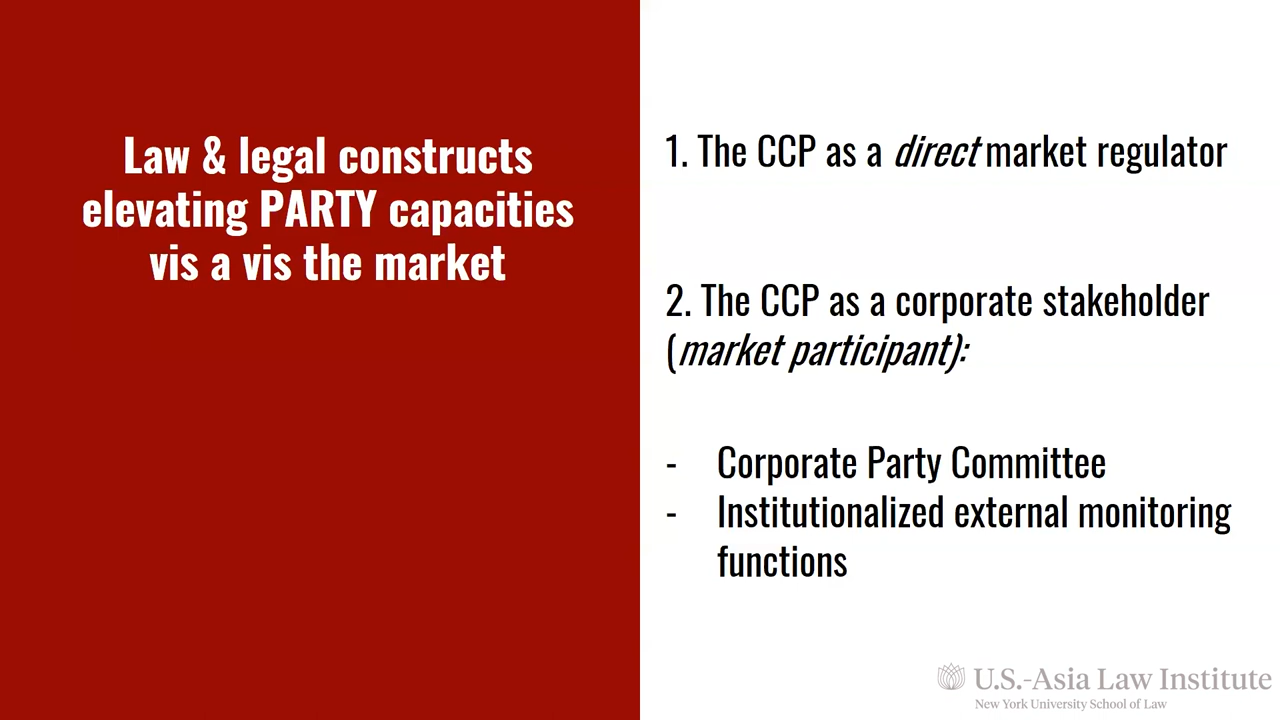 Law & legal constructs
elevating PARTY capacities
vis a vis the market
1. The CCP as a direct market regulator
2. The CCP as a corporate stakeholder
(market participant):
- Corporate Party Committee
- Institutionalized external monitoring
functions
U.S.-Asia Law Institute
New York University School of Law